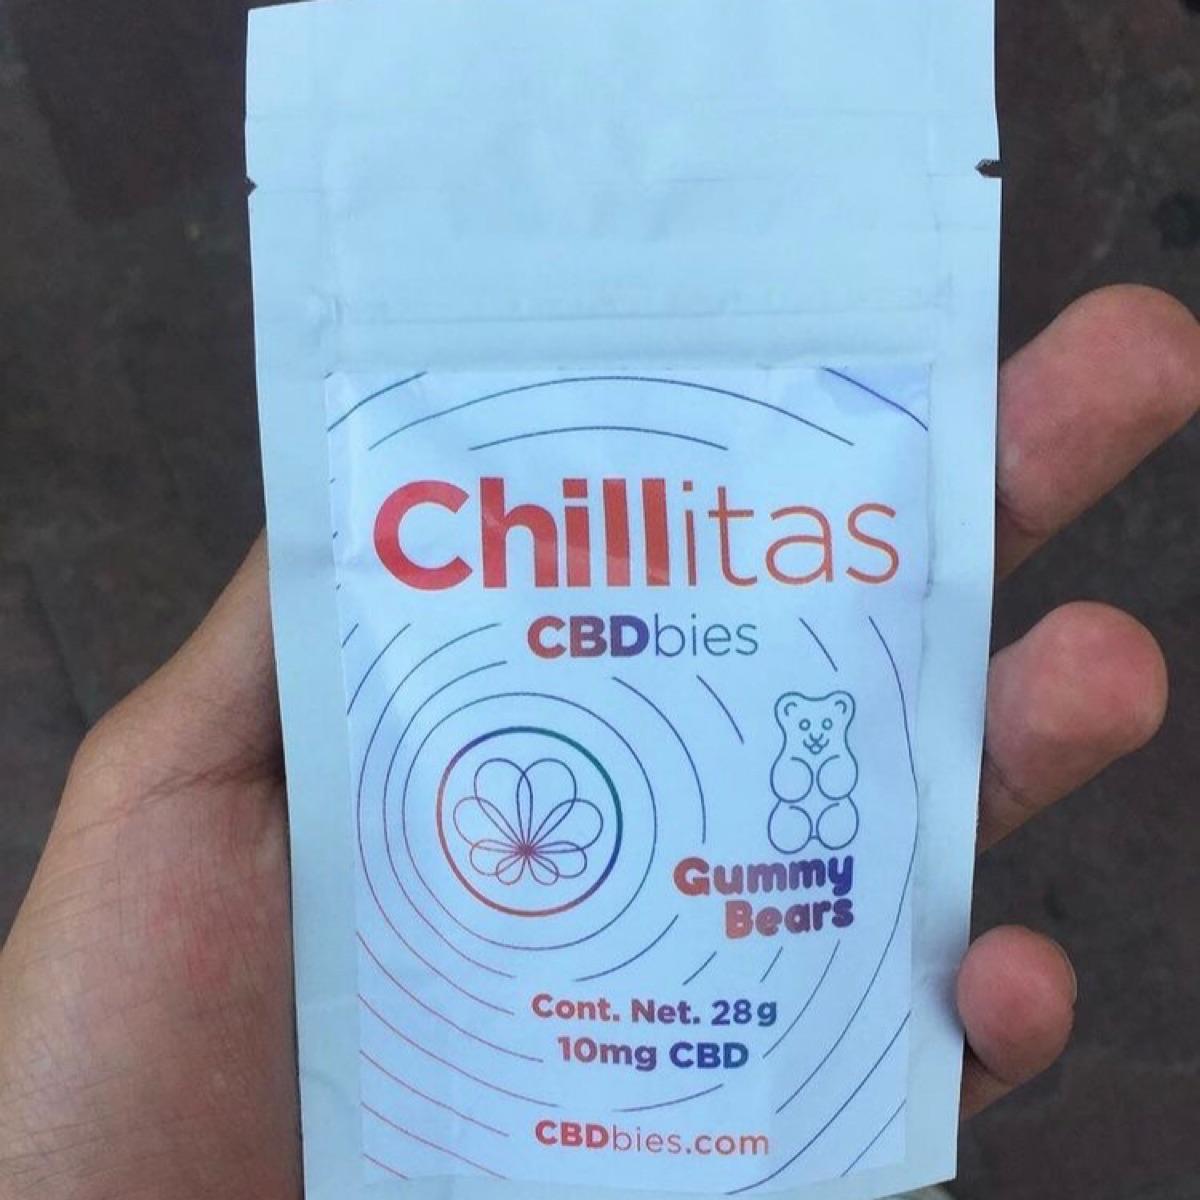 Chillitas
CBDbies
Gummy
Bears
Cont. Net. 28g
10mg CBD
CBDbies.com